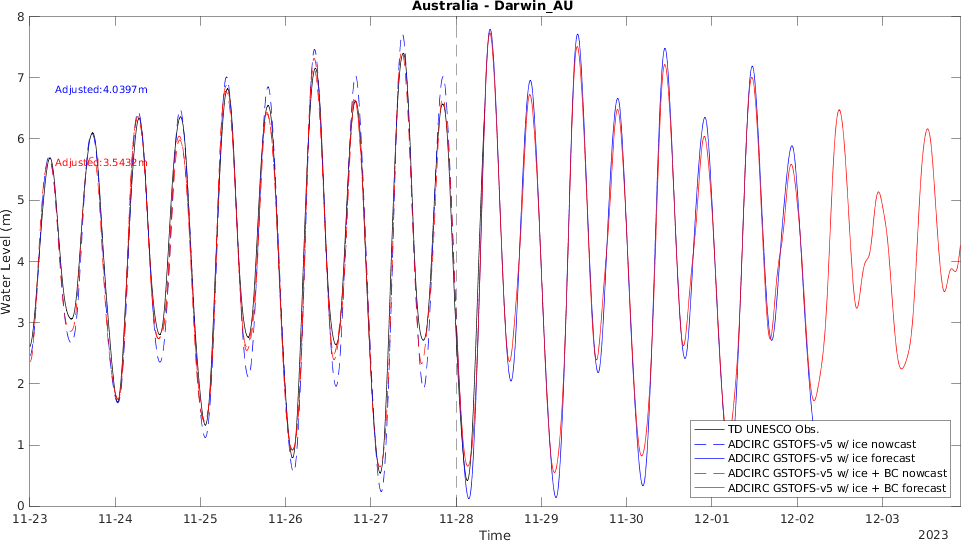 Australia - Darwin_AU
8
7
6
5
4
3
2
1
0
Water Level (m)
Adjusted:4.0397m
Adjusted:3.5432m
TD UNESCO Obs.
ADCIRC GSTOFS-v5 w/ ice nowcast
ADCIRC GSTOFS-v5 w/ ice forecast
ADCIRC GSTOFS-v5 w/ ice + BC nowcast
ADCIRC GSTOFS-v5 w/ ice + BC forecast
11-23 11-24 11-25 11-26 11-27 11-28 11-29 11-30 12-01 12-02 12-03
Time
2023